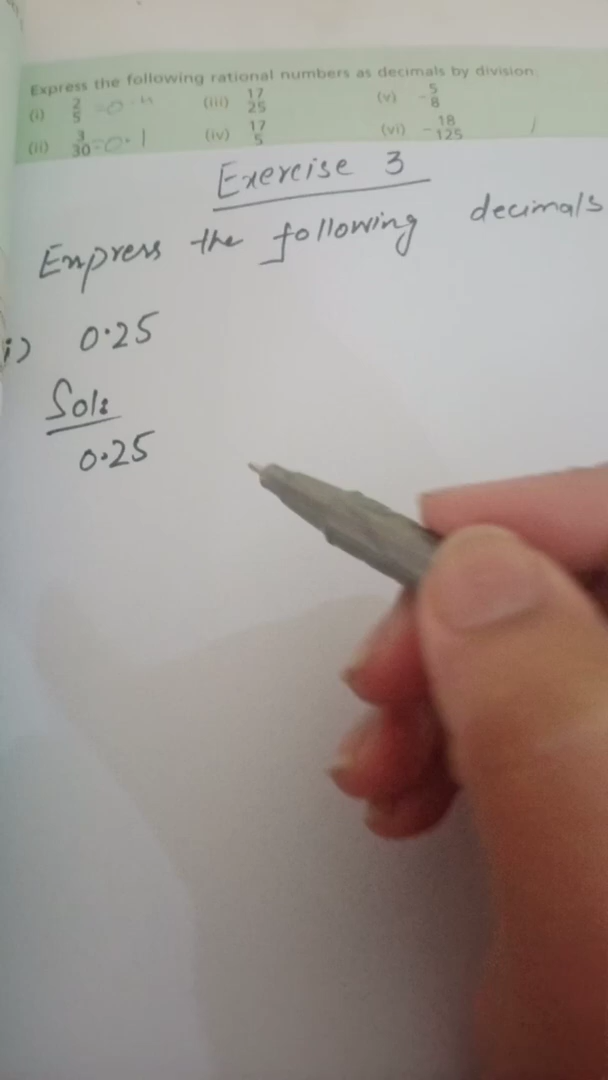 Express the following rational numbers as decimals by division.
(i) 2/5 =0.4 (iii) 17/25 (v) -5/8
(ii) 3/30 =0.1 (iv) 17/5 (vi) -18/125
Exercise 3
Express the following decimals
i) 0.25
Sol:
0.25